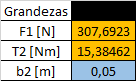 Grandezas
F1 [N] 307,6923
T2 [Nm] 15,38462
b2 [m] 0,05